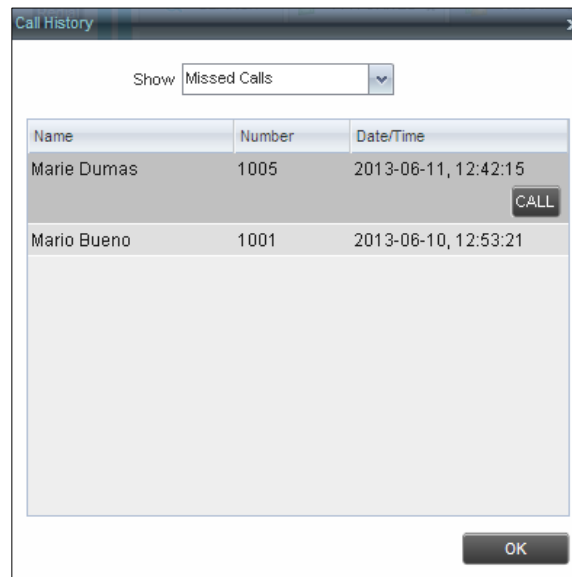 Call History
Show Missed Calls
Name Number Date/Time
Marie Dumas 1005 2013-06-11, 12:42:15
CALL
Mario Bueno 1001 2013-06-10, 12:53:21
OK